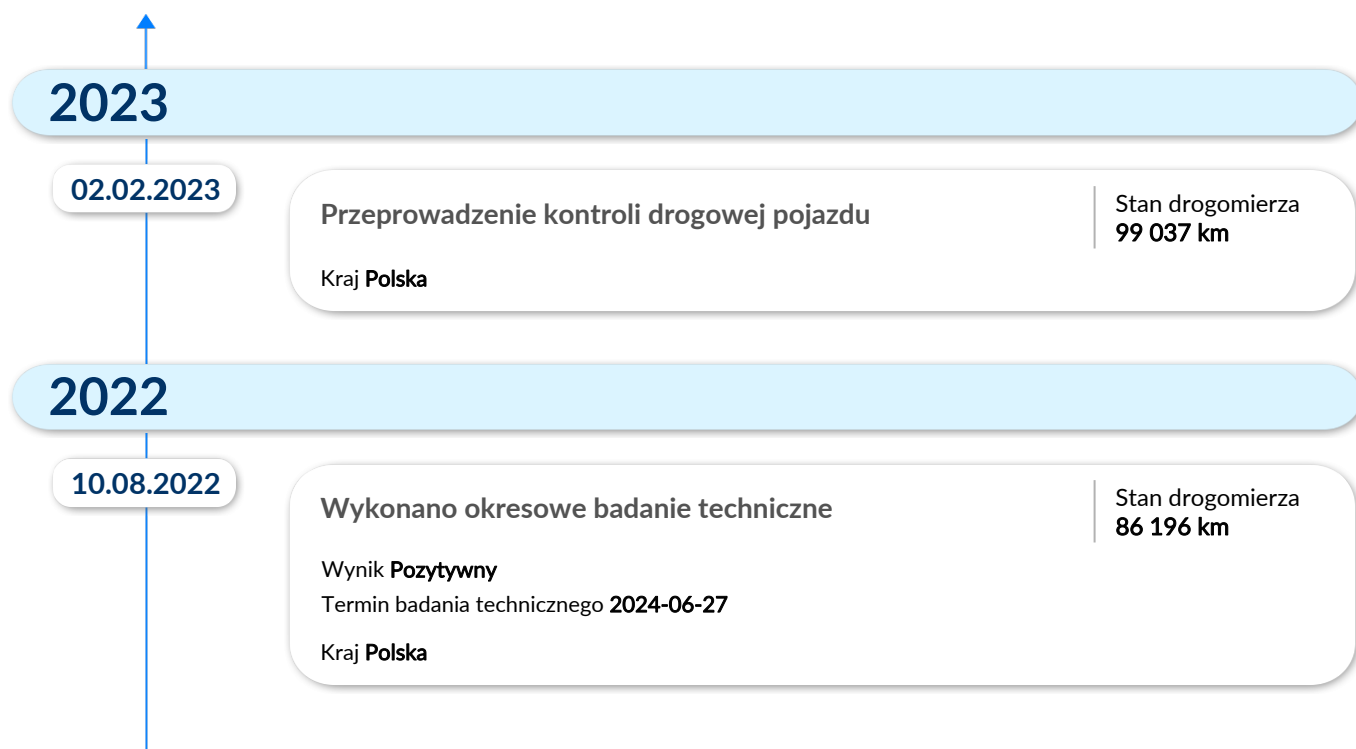 2023
02.02.2023
Przeprowadzenie kontroli drogowej pojazdu
Stan drogomierza
99 037 km
Kraj Polska
2022
10.08.2022
Wykonano okresowe badanie techniczne
Stan drogomierza
86 196 km
Wynik Pozytywny
Termin badania technicznego 2024-06-27
Kraj Polska